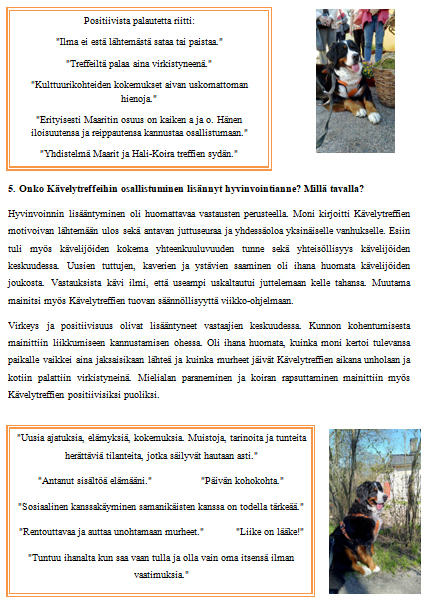 Positiivista palautetta riitti:
"Ilma ei estä lähtemästä sataa tai paistaa."
"Treffeiltä palaa aina virkistyneenä."
"Kulttuurikohteiden kokemukset aivan uskomattoman
hienoja."
"Erityisesti Maaritin osuus on kaiken a ja o. Hänen
iloisuutensa ja reippautensa kannustaa osallistumaan."
"Yhdistelmä Maarit ja Hali-Koira treffien sydän."
5. Onko Kävelytreffeihin osallistuminen lisännyt hyvinvointianne? Millä tavalla?
Hyvinvoinnin lisääntyminen oli huomattavaa vastausten perusteella. Moni kirjoitti Kävelytreffien
motivoivan lähtemään ulos sekä antavan juttuseuraa ja yhdessäoloa yksinäiselle vanhukselle. Esiin
tuli myös kävelijöiden kokema yhteenkuuluvuuden tunne sekä yhteisöllisyys kävelijöiden
keskuudessa. Uusien tuttujen, kaverien ja ystävien saaminen oli ihana huomata kävelijöiden
joukosta. Vastauksista kävi ilmi, että useampi uskaltautui juttelemaan kelle tahansa. Muutama
mainitsi myös Kävelytreffien tuovan säännöllisyyttä viikko-ohjelmaan.
Virkeys ja positiivisuus olivat lisääntyneet vastaajien keskuudessa. Kunnon kohentumisesta
mainittiin liikkumiseen kannustamisen ohessa. Oli ihana huomata, kuinka moni kertoi tulevansa
paikalle vaikkei aina jaksaisikaan lähteä ja kuinka murheet jäivät Kävelytreffien aikana unholaan ja
kotiin palattiin virkistyneinä. Mielialan paraneminen ja koiran rapsuttaminen mainittiin myös
Kävelytreffien positiivisiksi puoliksi.
"Uusia ajatuksia, elämyksiä, kokemuksia. Muistoja, tarinoita ja tunteita
herättäviä tilanteita, jotka säilyvät hautaan asti."
"Antanut sisältöä elämääni." "Päivän kohokohta."
"Sosiaalinen kanssakäyminen samanikäisten kanssa on todella tärkeää."
"Rentouttavaa ja auttaa unohtamaan murheet." "Liike on lääke!"
"Tuntuu ihanalta kun saa vaan tulla ja olla vain oma itsensä ilman
vaatimuksia."